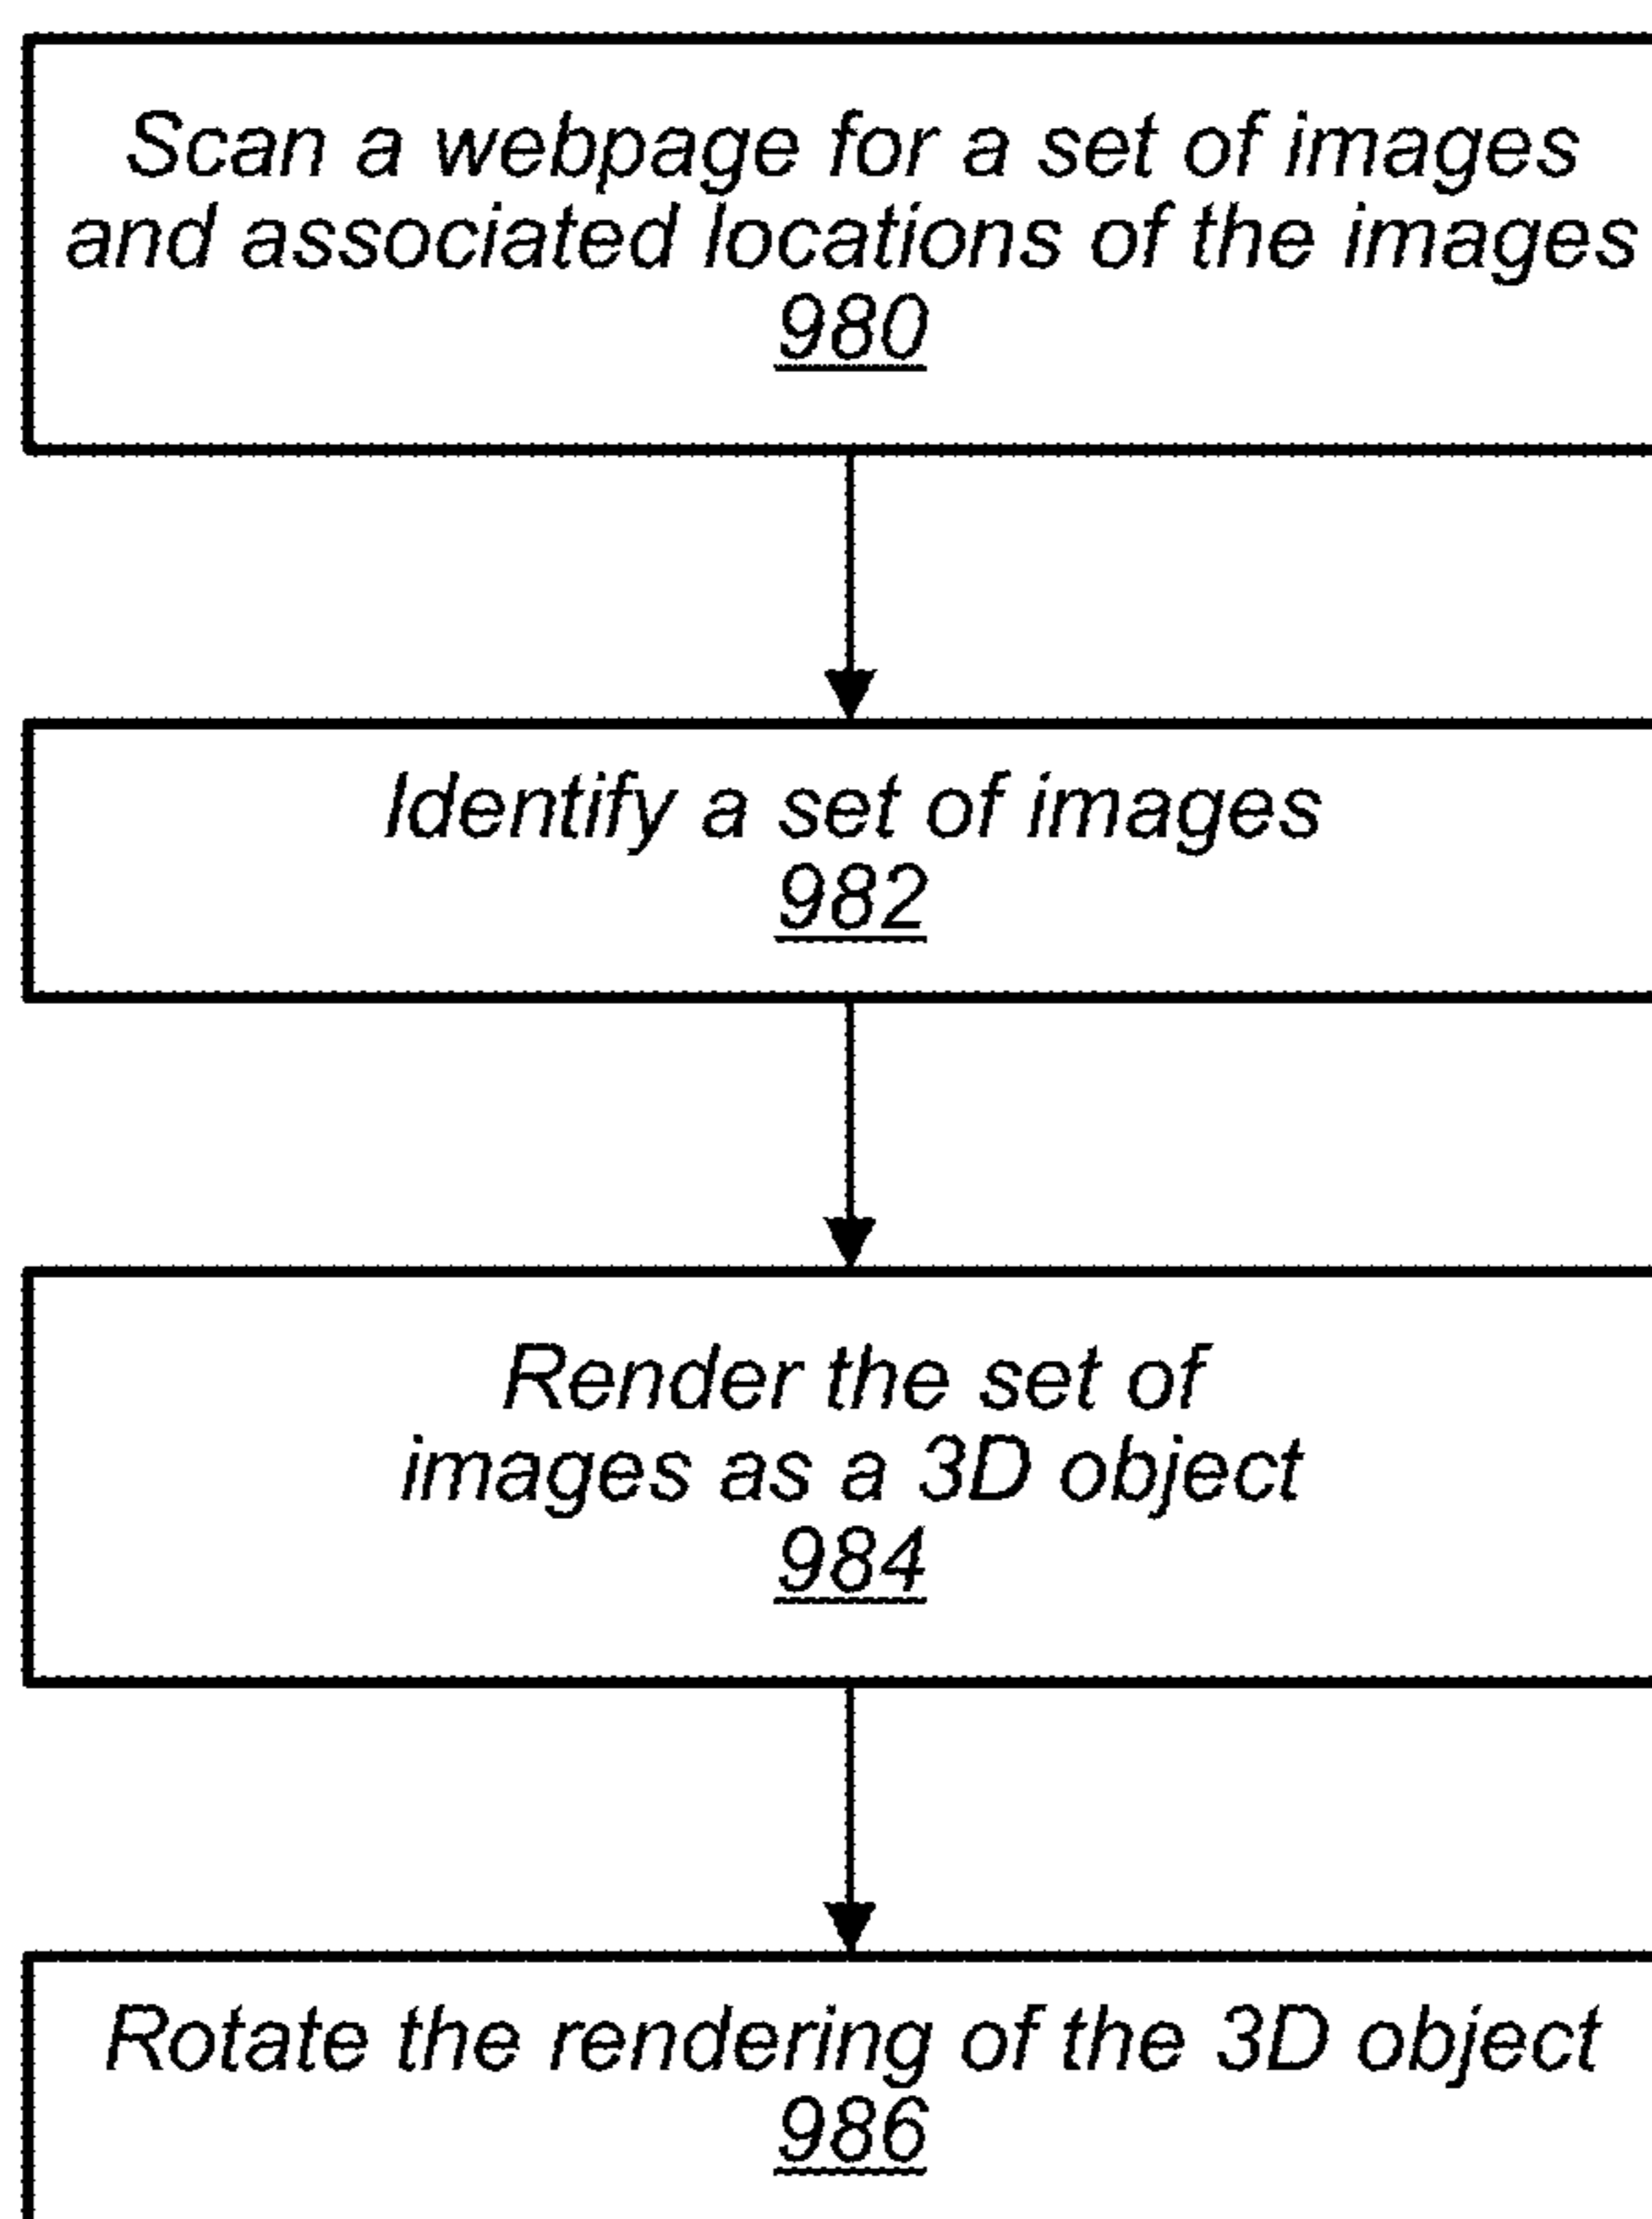 Scan a webpage for a set of images
and associated locations of the images
980
Identify a set of images
982
Render the set of
images as a 3D object
984
Rotate the rendering of the 3D object
986